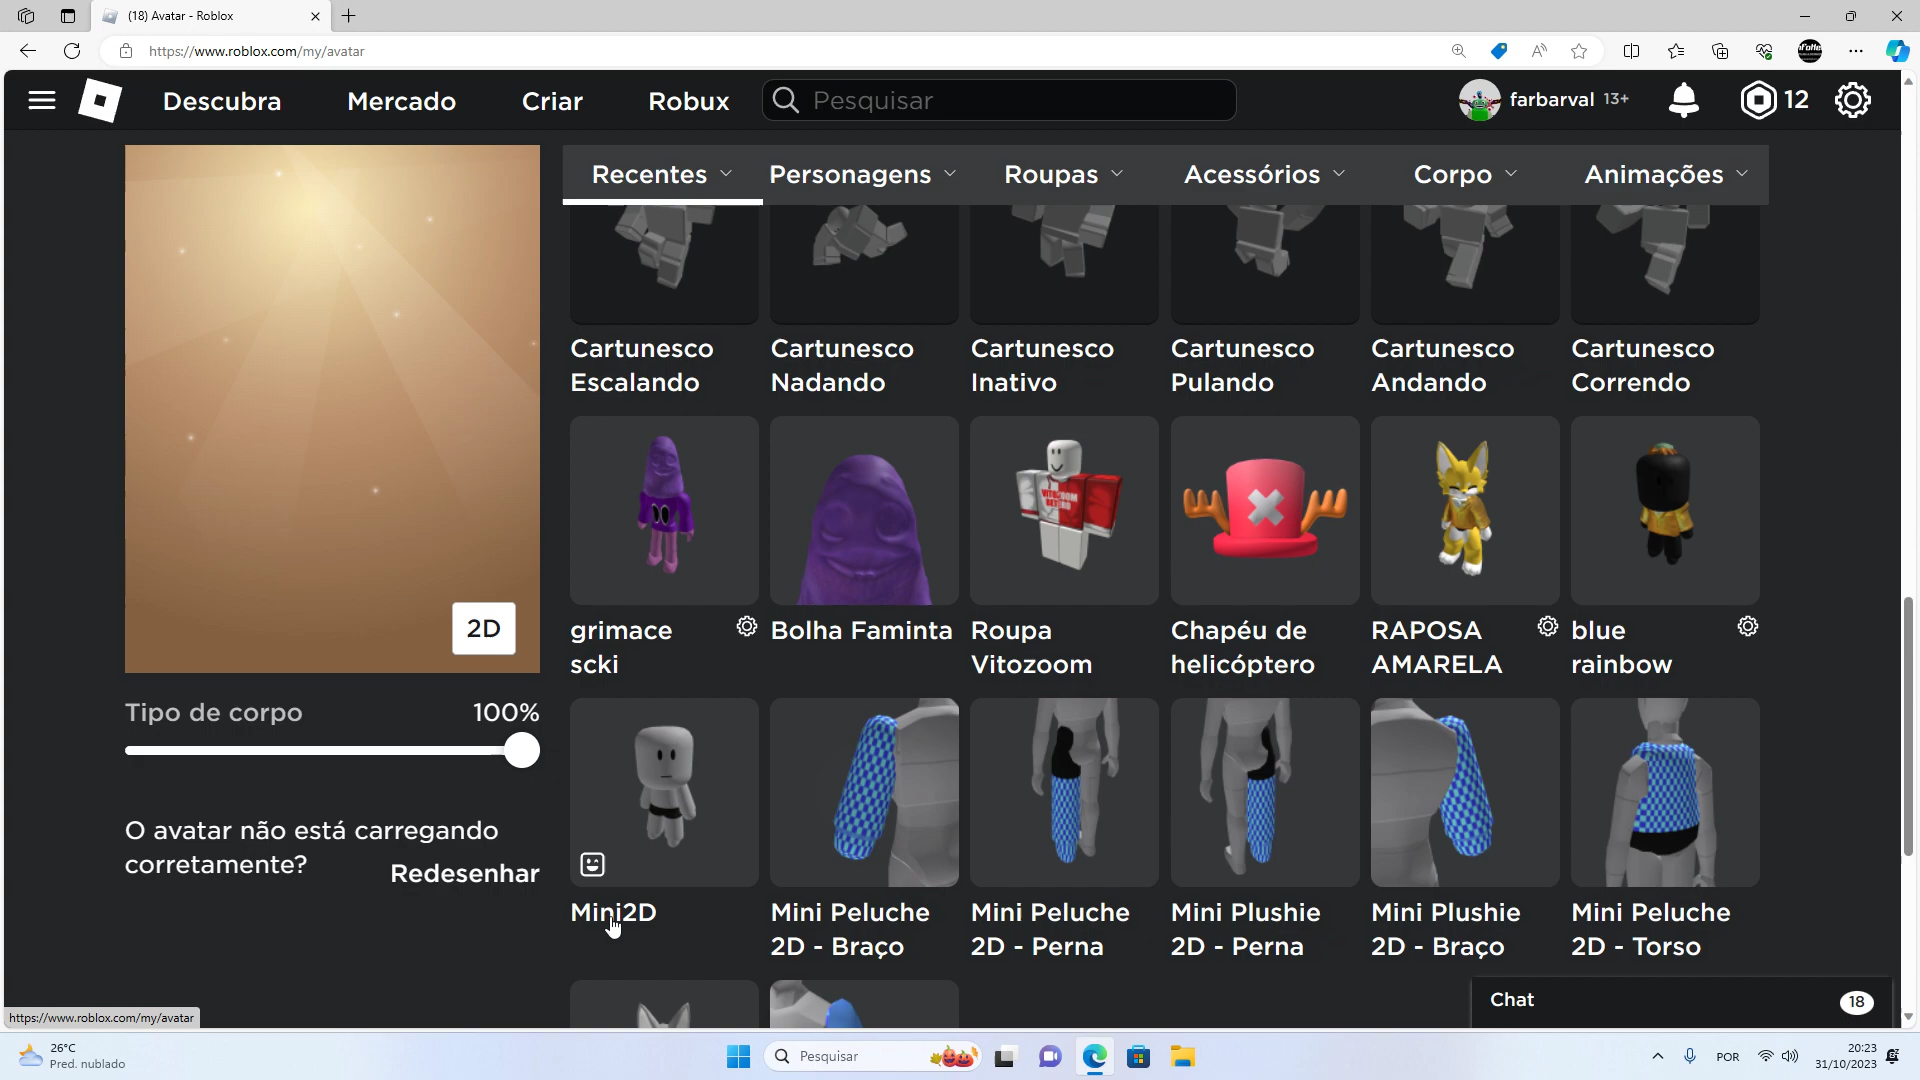 (18) Avatar - Roblox
https://www.roblox.com/my/avatar
Descubra
Mercado
Criar
Robux
Pesquisar
farbarval 13+
12
Recentes
Personagens
Roupas
Acessórios
Corpo
Animações
Cartunesco
Escalando
Cartunesco
Nadando
Cartunesco
Inativo
Cartunesco
Pulando
Cartunesco
Andando
Cartunesco
Correndo
2D
Tipo de corpo 100%
O avatar não está carregando
corretamente?
Redesenhar
grimace
scki
Bolha Faminta
Roupa
Vitozoom
Chapéu de
helicóptero
RAPOSA
AMARELA
blue
rainbow
Mini2D
Mini Peluche
2D - Braço
Mini Peluche
2D - Perna
Mini Plushie
2D - Perna
Mini Plushie
2D - Braço
Mini Peluche
2D - Torso
Chat 18
https://www.roblox.com/my/avatar
26°C
Pred. nublado
Pesquisar
POR
20:23
31/10/2023